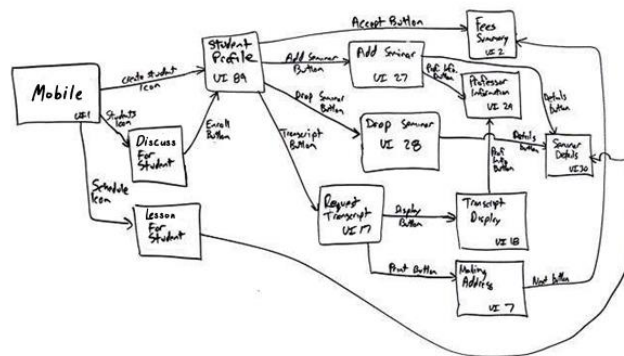 Accept Button
Fees
Summary
UI 2
Student
Profile
UI 89
Add Seminar
Button
Add Seminar
UI 27
Prof Info.
Button
Professor
Information
UI 29
Details
button
Mobile
UI-1
create student
Icon
Students
Icon
Discuss
For
Student
Enroll
Button
Drop Seminar
Button
Drop Seminar
UI 28
Details
button
Seminar
Details
UI 30
Transcript
Button
Prof
Info
Button
Schedule
Icon
Lesson
For
Student
Request
Transcript
UI 17
Display
Button
Transcript
Display
UI 18
Print Button
Address
UI 7
Next button